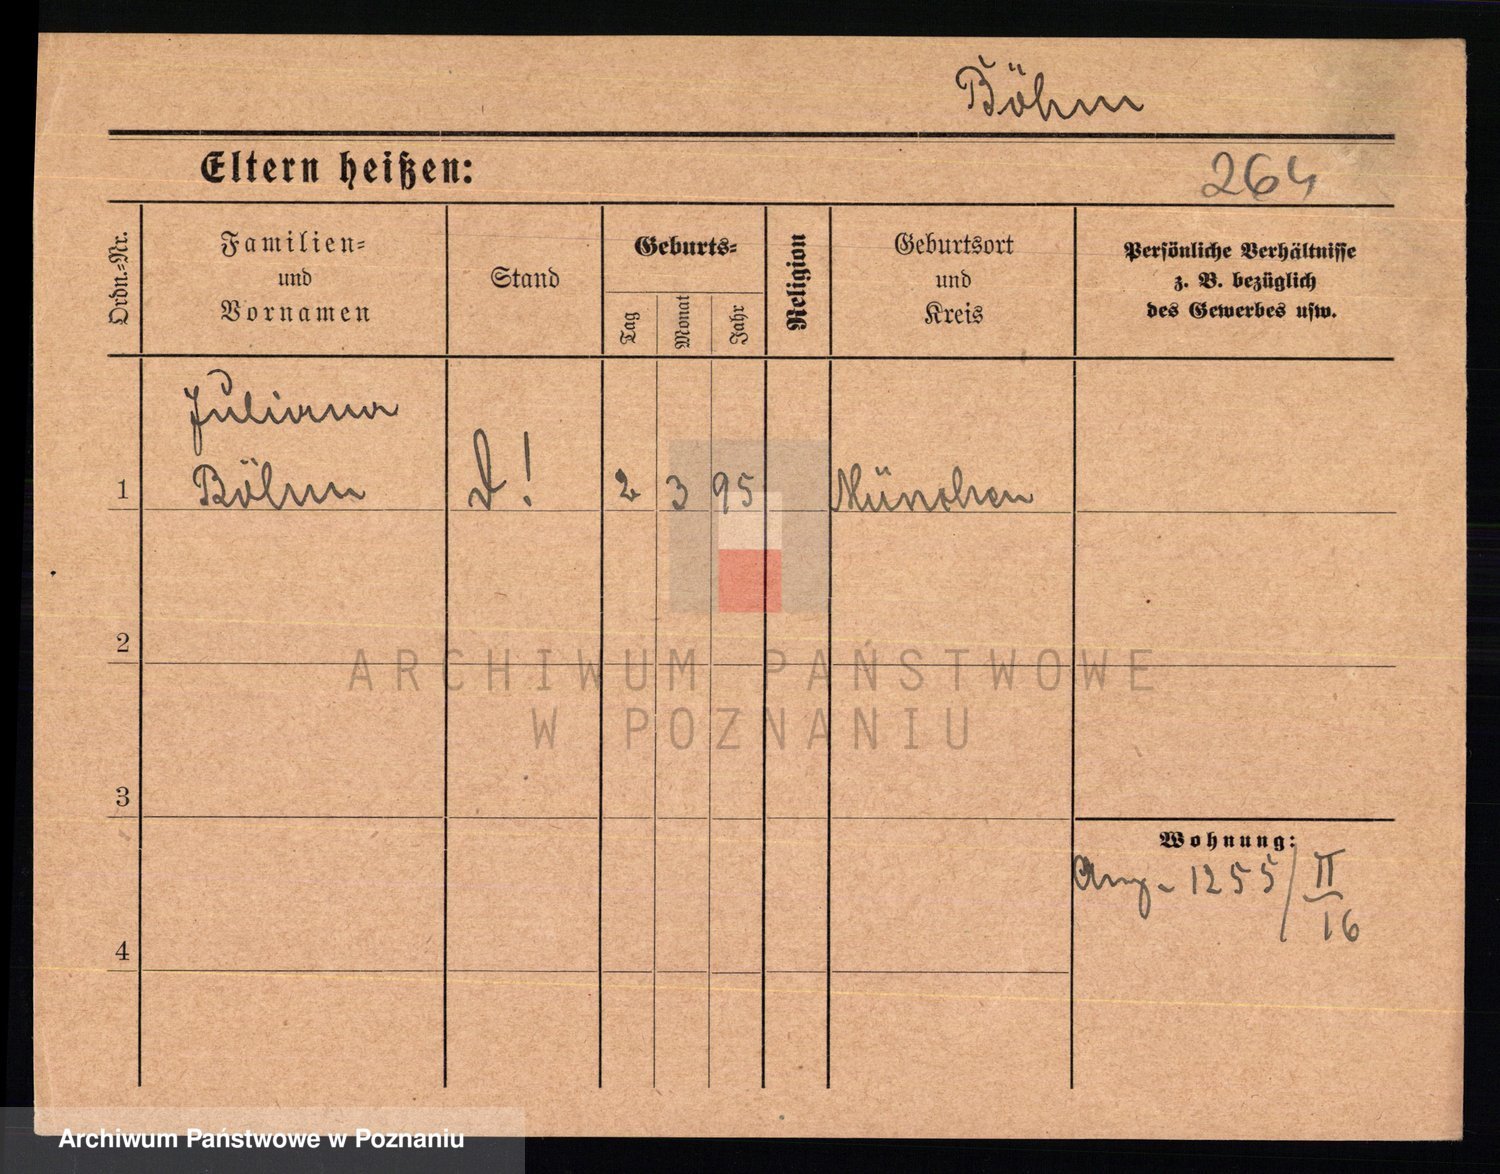 Böhm
Eltern heißen:
264
Ordn.=Nr.
Familien=
und
Vornamen
Stand
Geburts=
Tag
Monat
Jahr
Religion
Geburtsort
und
Kreis
Persönliche Verhältnisse
z. B. bezüglich
des Gewerbes usw.
Juliana
1 Böhm D! 2 3 95 München
2
ARCHIWUM PAŃSTWOWE
W POZNANIU
3
Wohnung:
1255/II
16
4
Archiwum Państwowe w Poznaniu